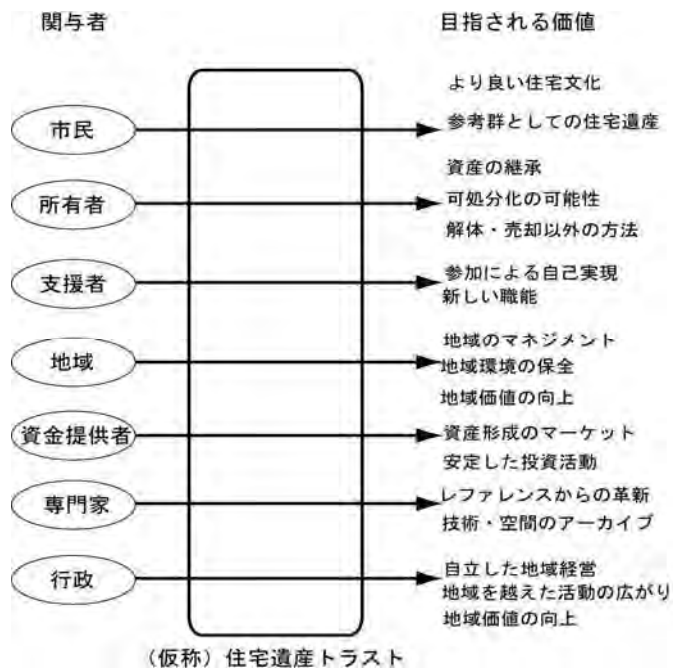 関与者
目指される価値
より良い住宅文化
市民
参考群としての住宅遺産
資産の継承
所有者
可処分化の可能性
解体・売却以外の方法
支援者
参加による自己実現
新しい職能
地域のマネジメント
地域
地域環境の保全
地域価値の向上
資金提供者
資産形成のマーケット
安定した投資活動
専門家
レファレンスからの革新
技術・空間のアーカイブ
行政
自立した地域経営
地域を越えた活動の広がり
地域価値の向上
（仮称）住宅遺産トラスト